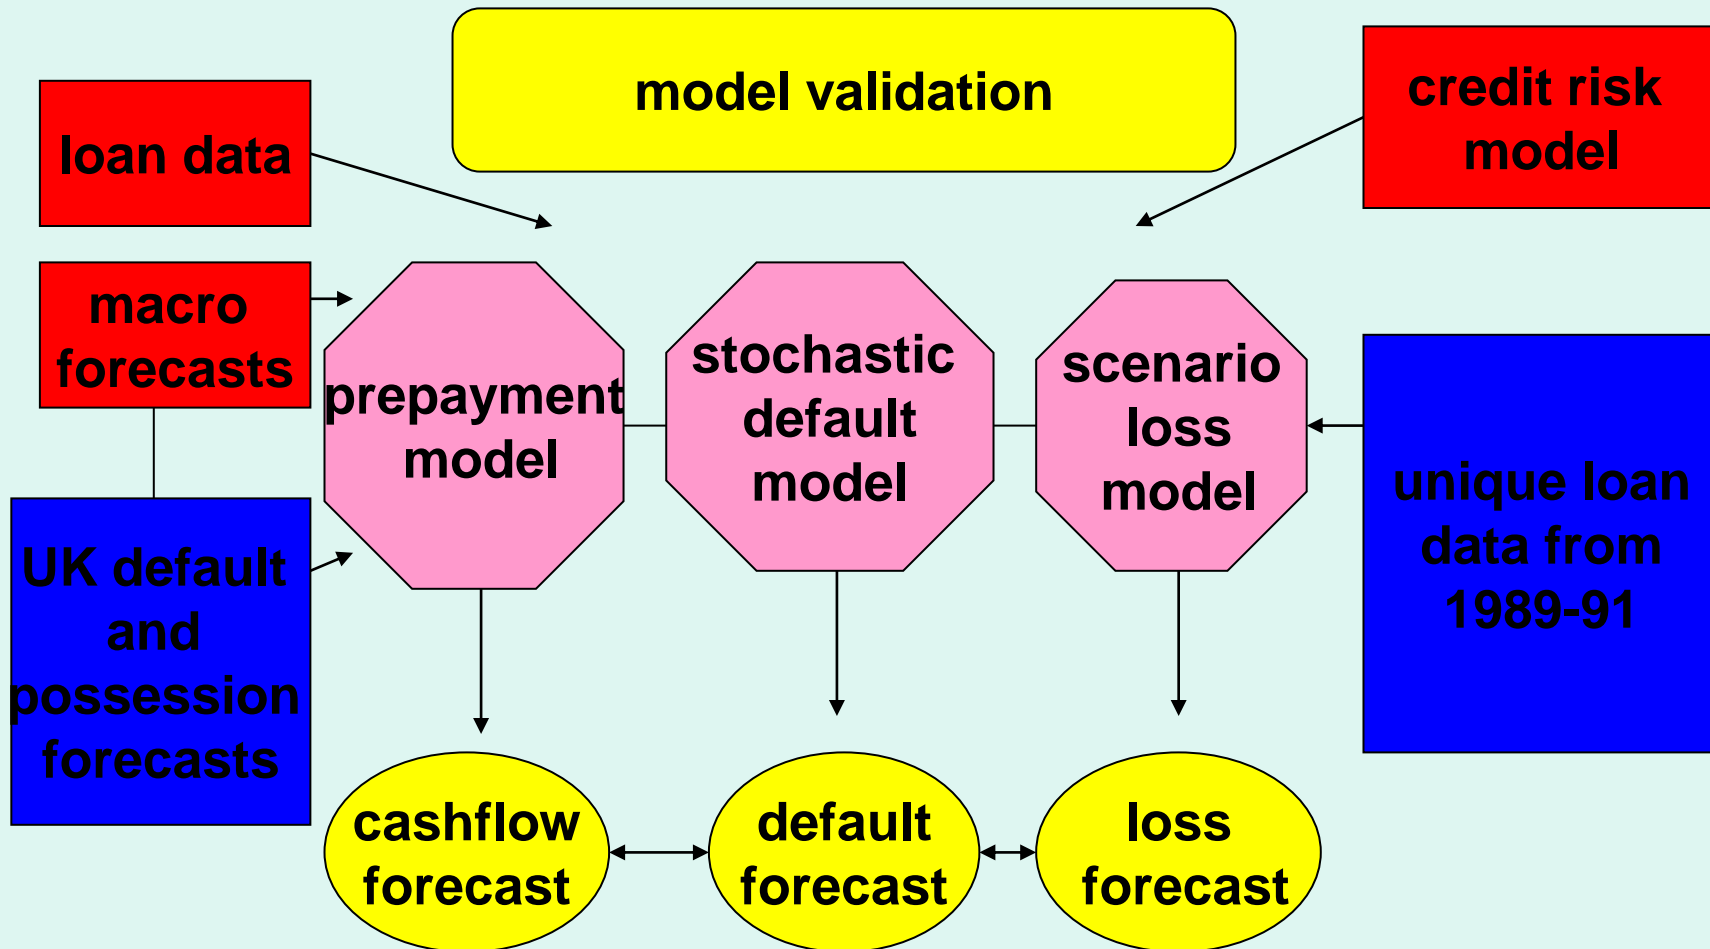 model validation
credit risk
model
loan data
macro
forecasts
prepayment
model
stochastic
default
model
scenario
loss
model
unique loan
data from
1989-91
UK default
and
possession
forecasts
cashflow
forecast
default
forecast
loss
forecast